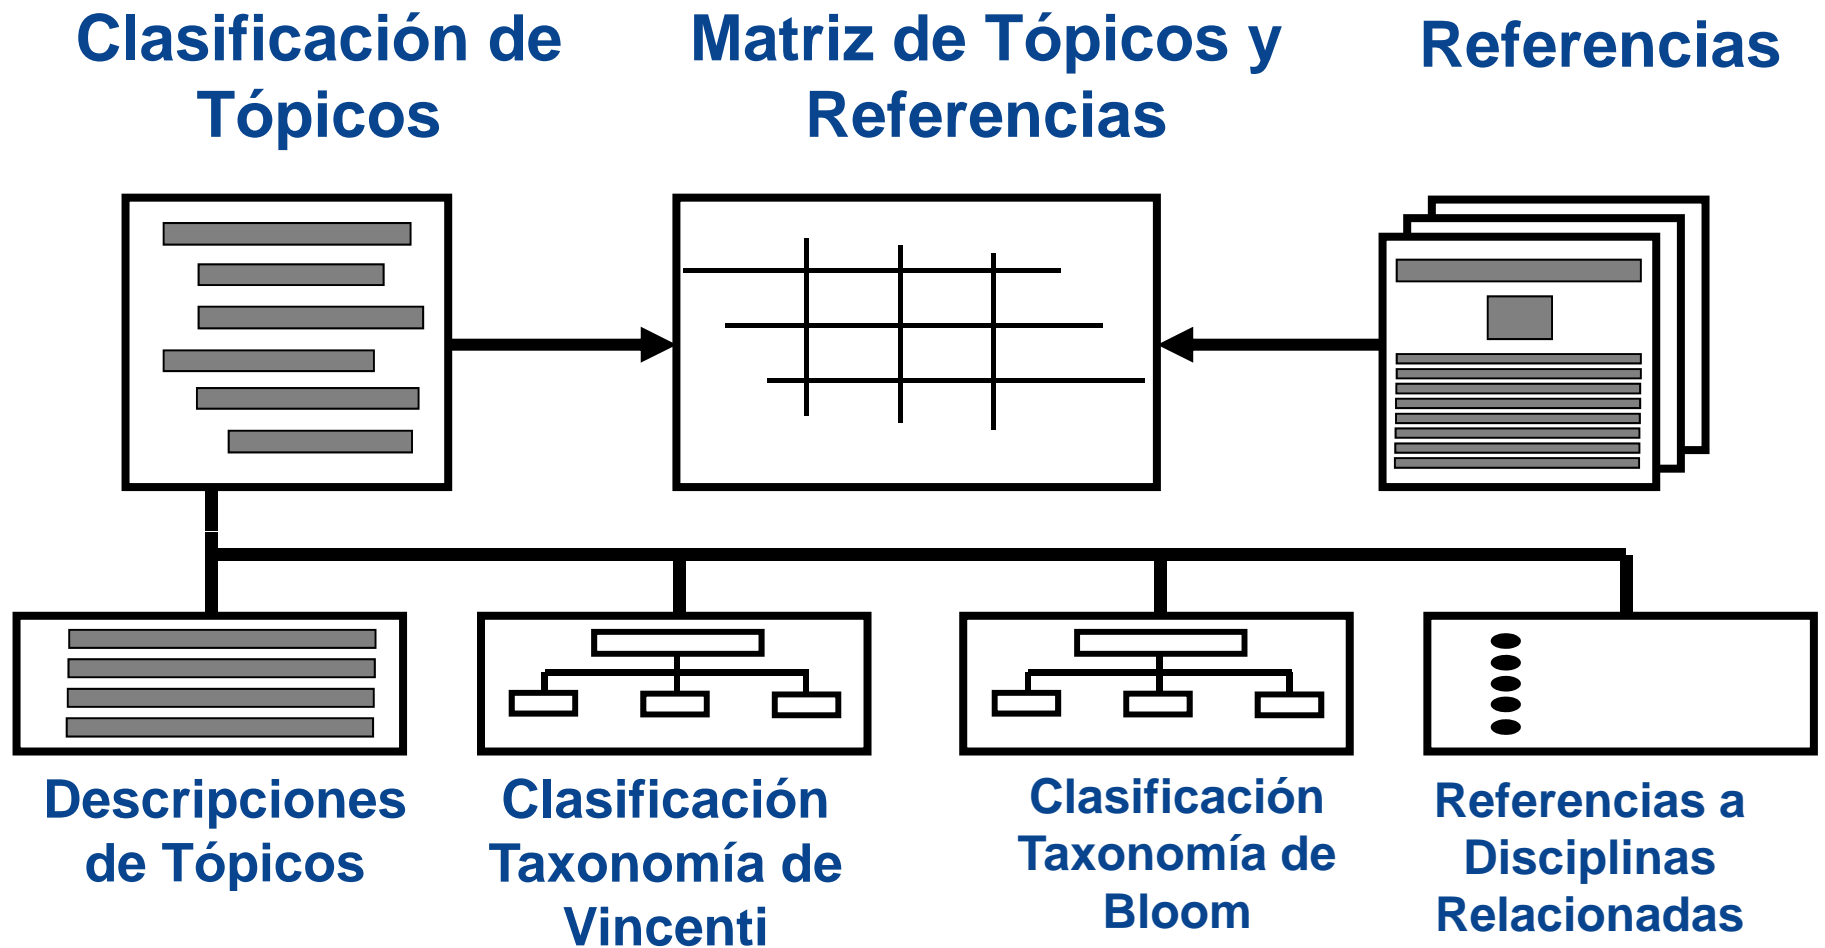 Clasificación de
Tópicos
Matriz de Tópicos y
Referencias
Referencias
Descripciones
de Tópicos
Clasificación
Taxonomía de
Vincenti
Clasificación
Taxonomía de
Bloom
Referencias a
Disciplinas
Relacionadas